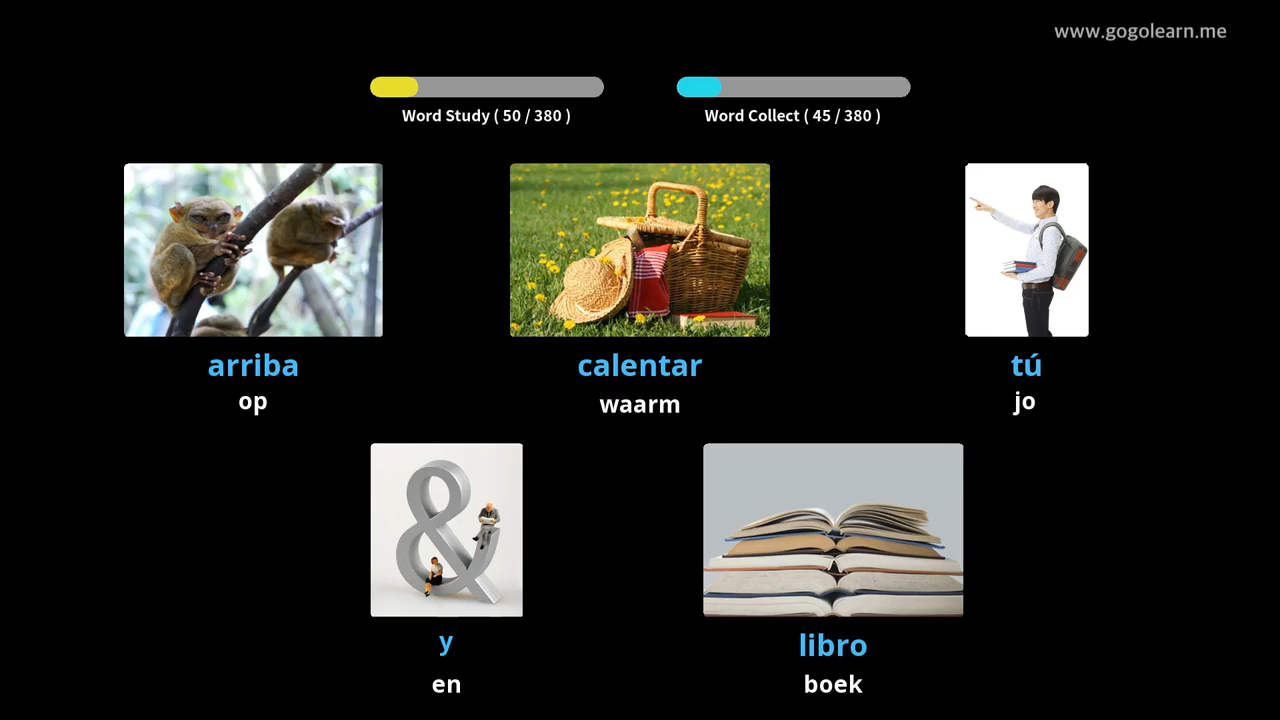 www.gogolearn.me
Word Study ( 50 / 380 )
Word Collect ( 45 / 380 )
arriba
op
calentar
waarm
tú
jo
y
en
libro
boek